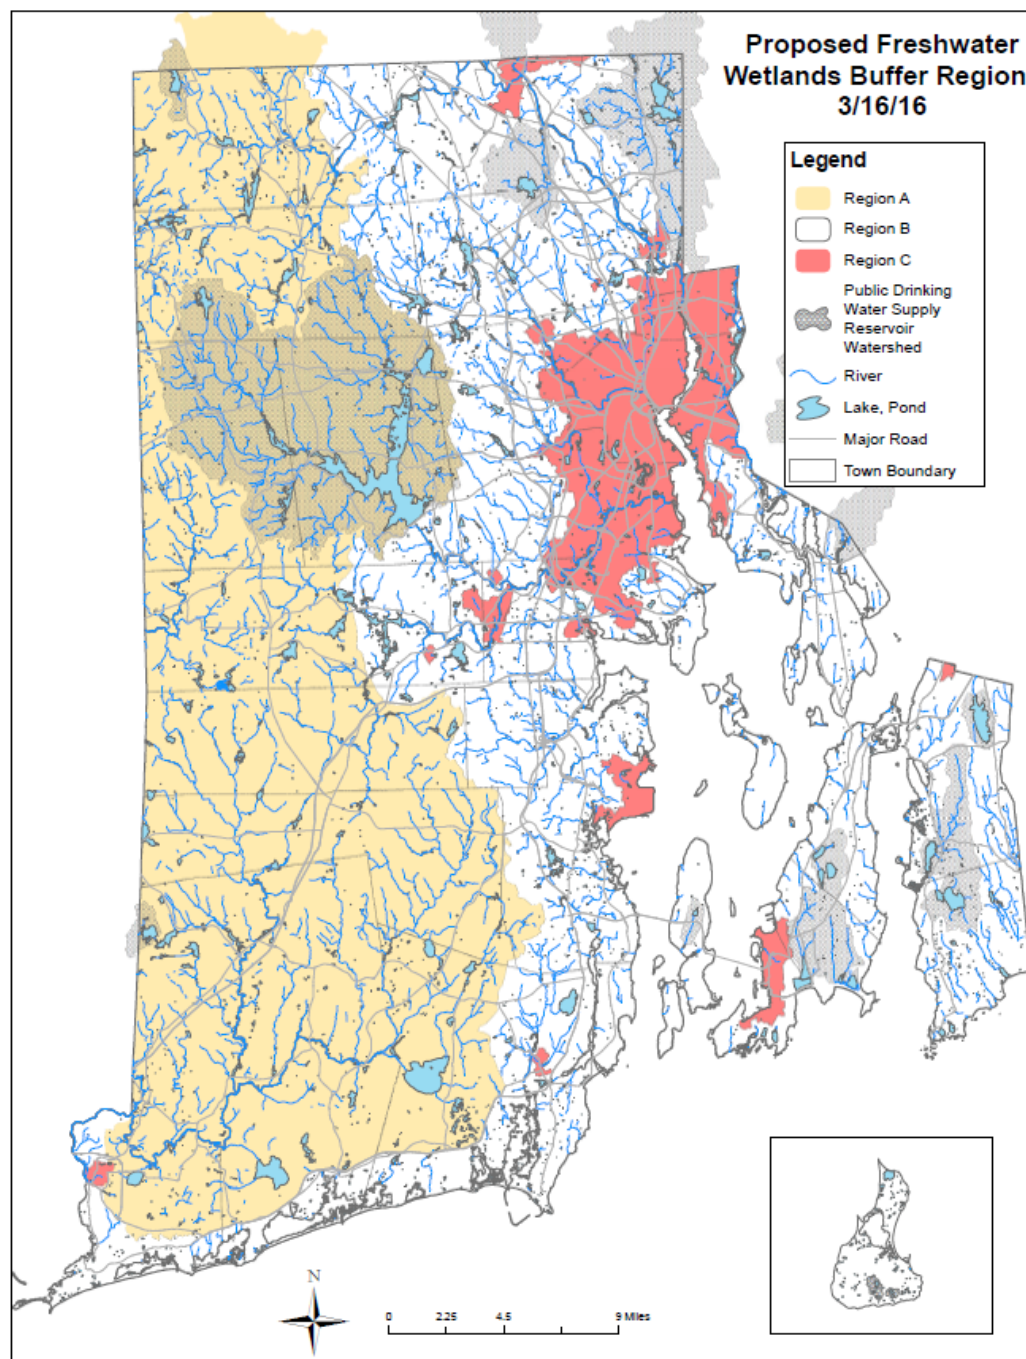 Proposed Freshwater
Wetlands Buffer Region
3/16/16
Legend
Region A
Region B
Region C
Public Drinking
Water Supply
Reservoir
Watershed
River
Lake, Pond
Major Road
Town Boundary
N
0 2.25 4.5 9 Miles